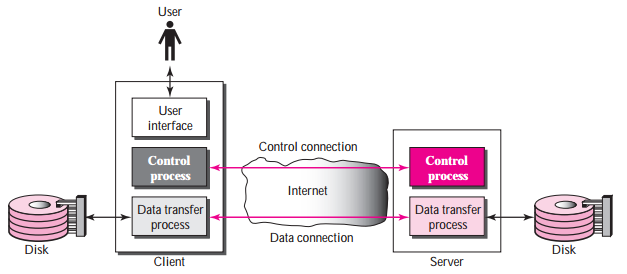 User
User
interface
Control
process
Control connection
Control
process
Internet
Data transfer
process
Data transfer
process
Data connection
Disk
Disk
Client
Server